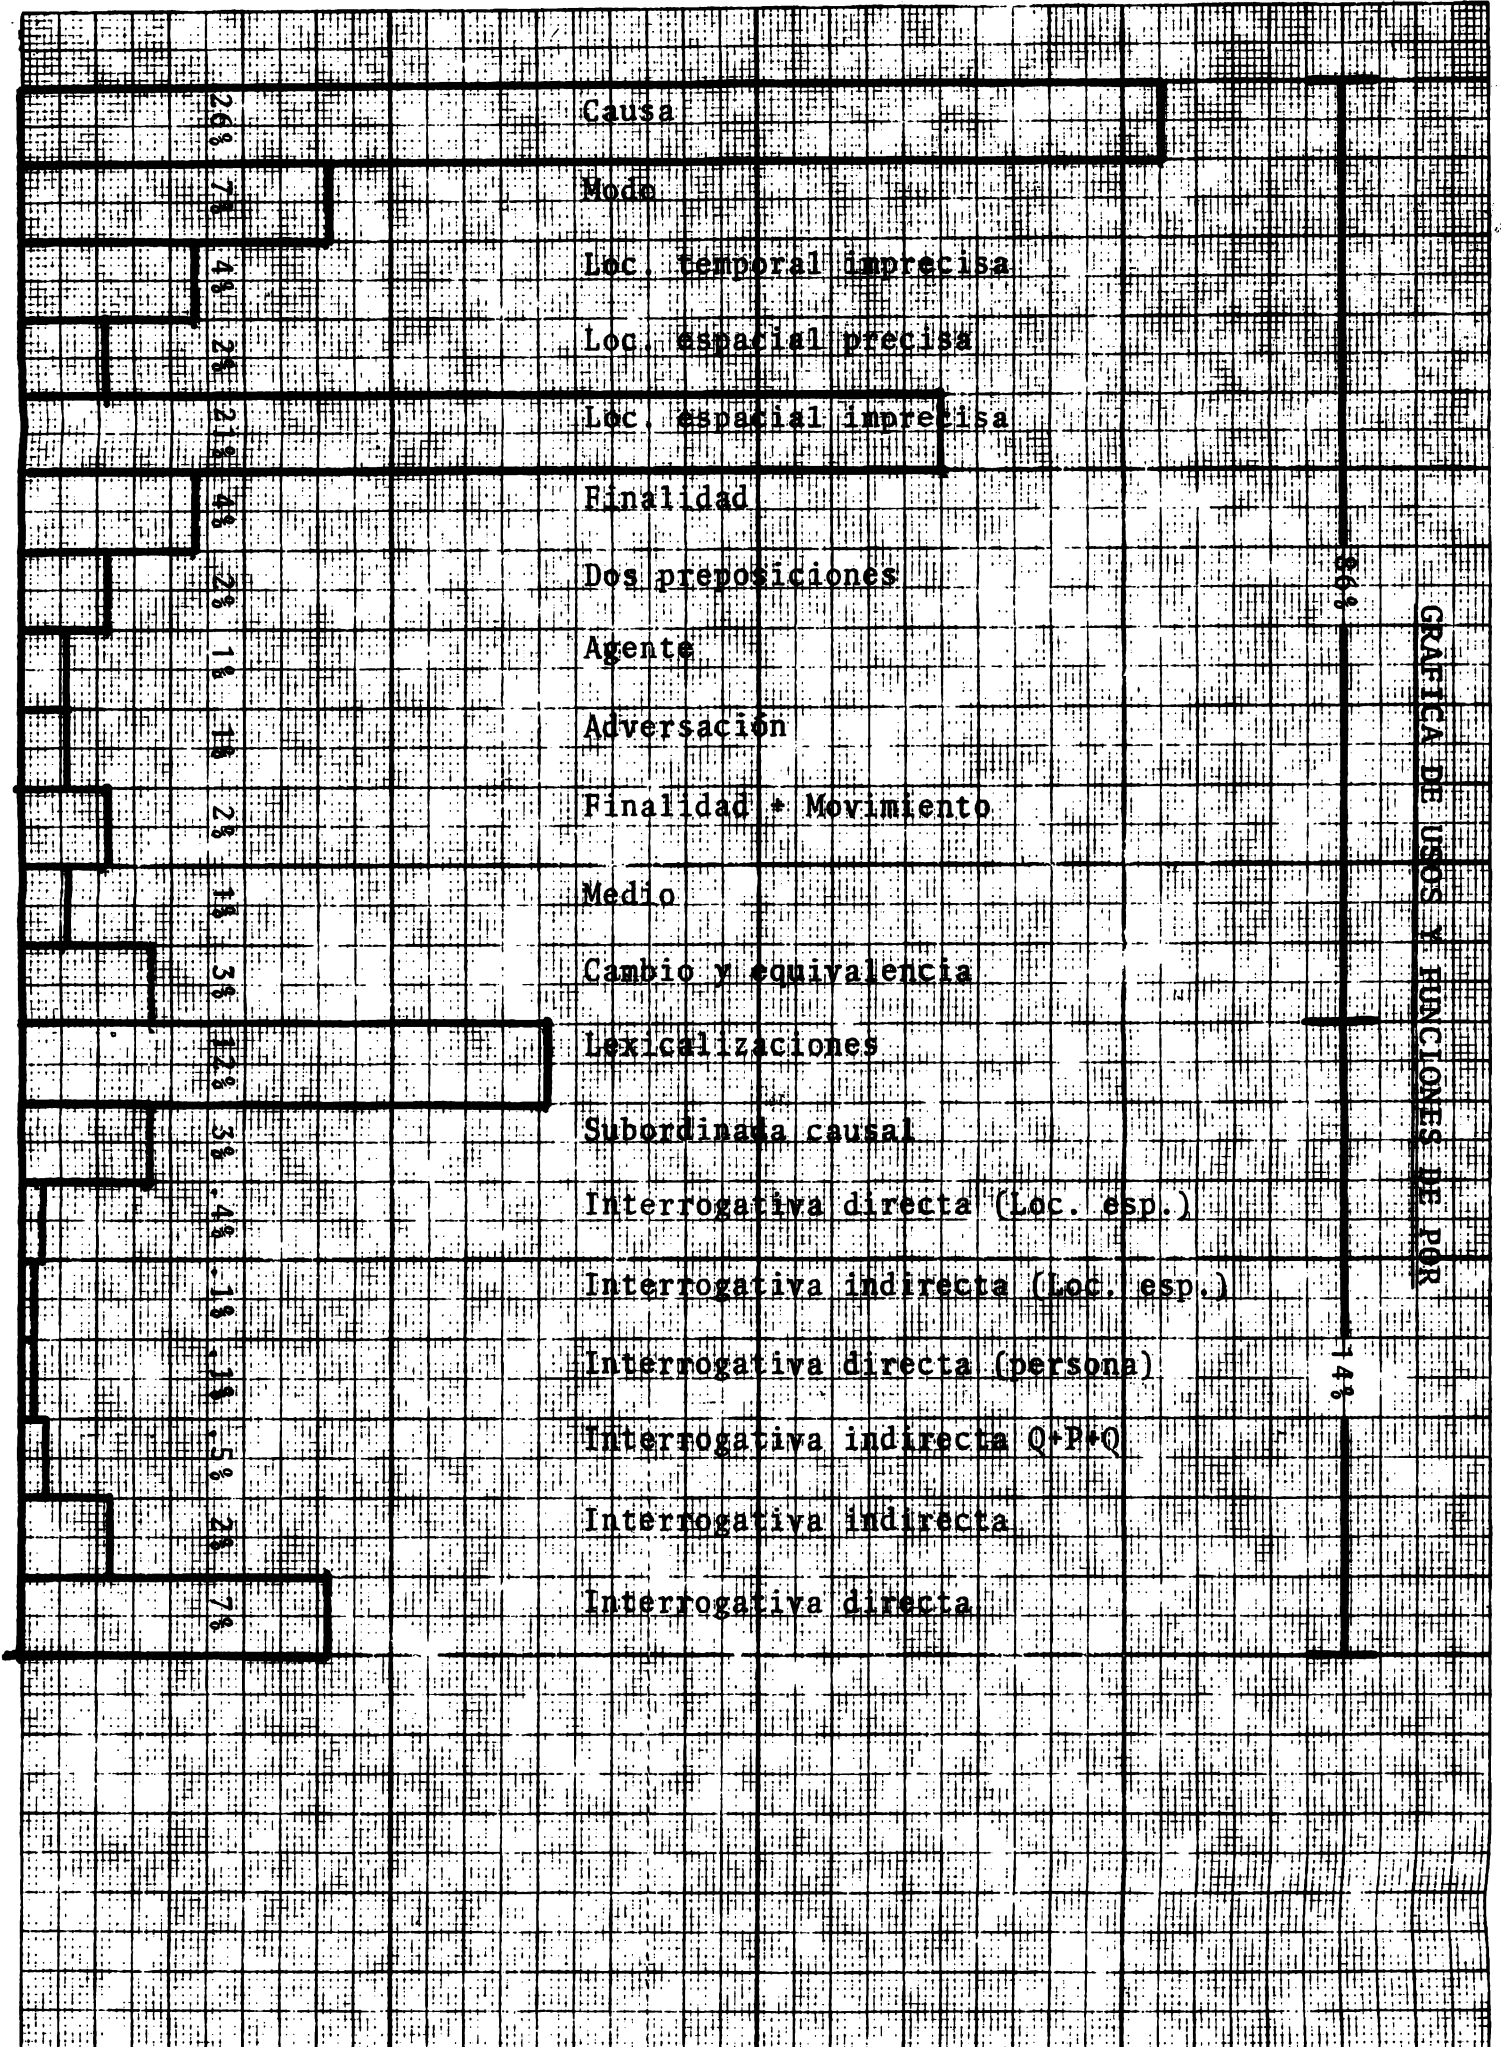 GRAFICA DE USOS Y FUNCIONES DE POR
86%
14%
26% Causa
7% Modo
4% Loc. temporal imprecisa
2% Loc. espacial precisa
21% Loc. espacial imprecisa
4% Finalidad
2% Dos preposiciones
1% Agente
1% Adversación
2% Finalidad + Movimiento
1% Medio
3% Cambio y equivalencia
12% Lexicalizaciones
3% Subordinada causal
.4% Interrogativa directa (Loc. esp.)
.1% Interrogativa indirecta (Loc. esp.)
.1% Interrogativa directa (persona)
.5% Interrogativa indirecta Q+P+Q
2% Interrogativa indirecta
7% Interrogativa directa